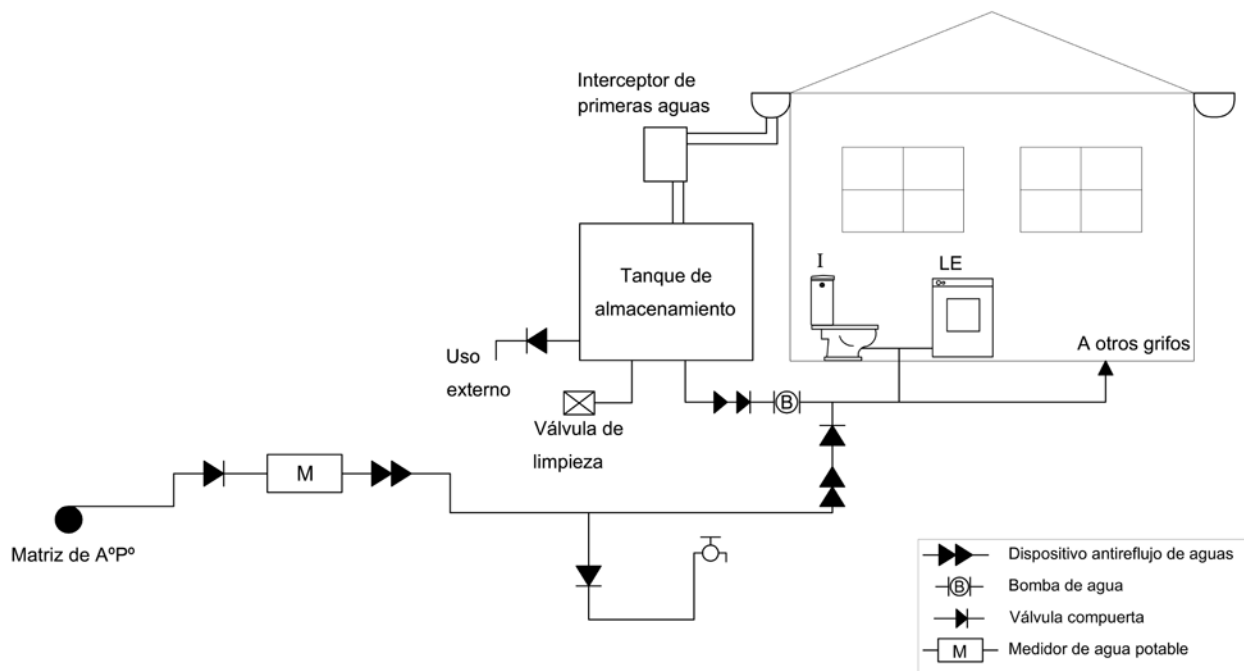 Interceptor de
primeras aguas
Tanque de
almacenamiento
I
LE
A otros grifos
Uso
externo
Válvula de
limpieza
B
M
Matriz de AºPº
Dispositivo antireflujo de aguas
B
Bomba de agua
Válvula compuerta
M
Medidor de agua potable